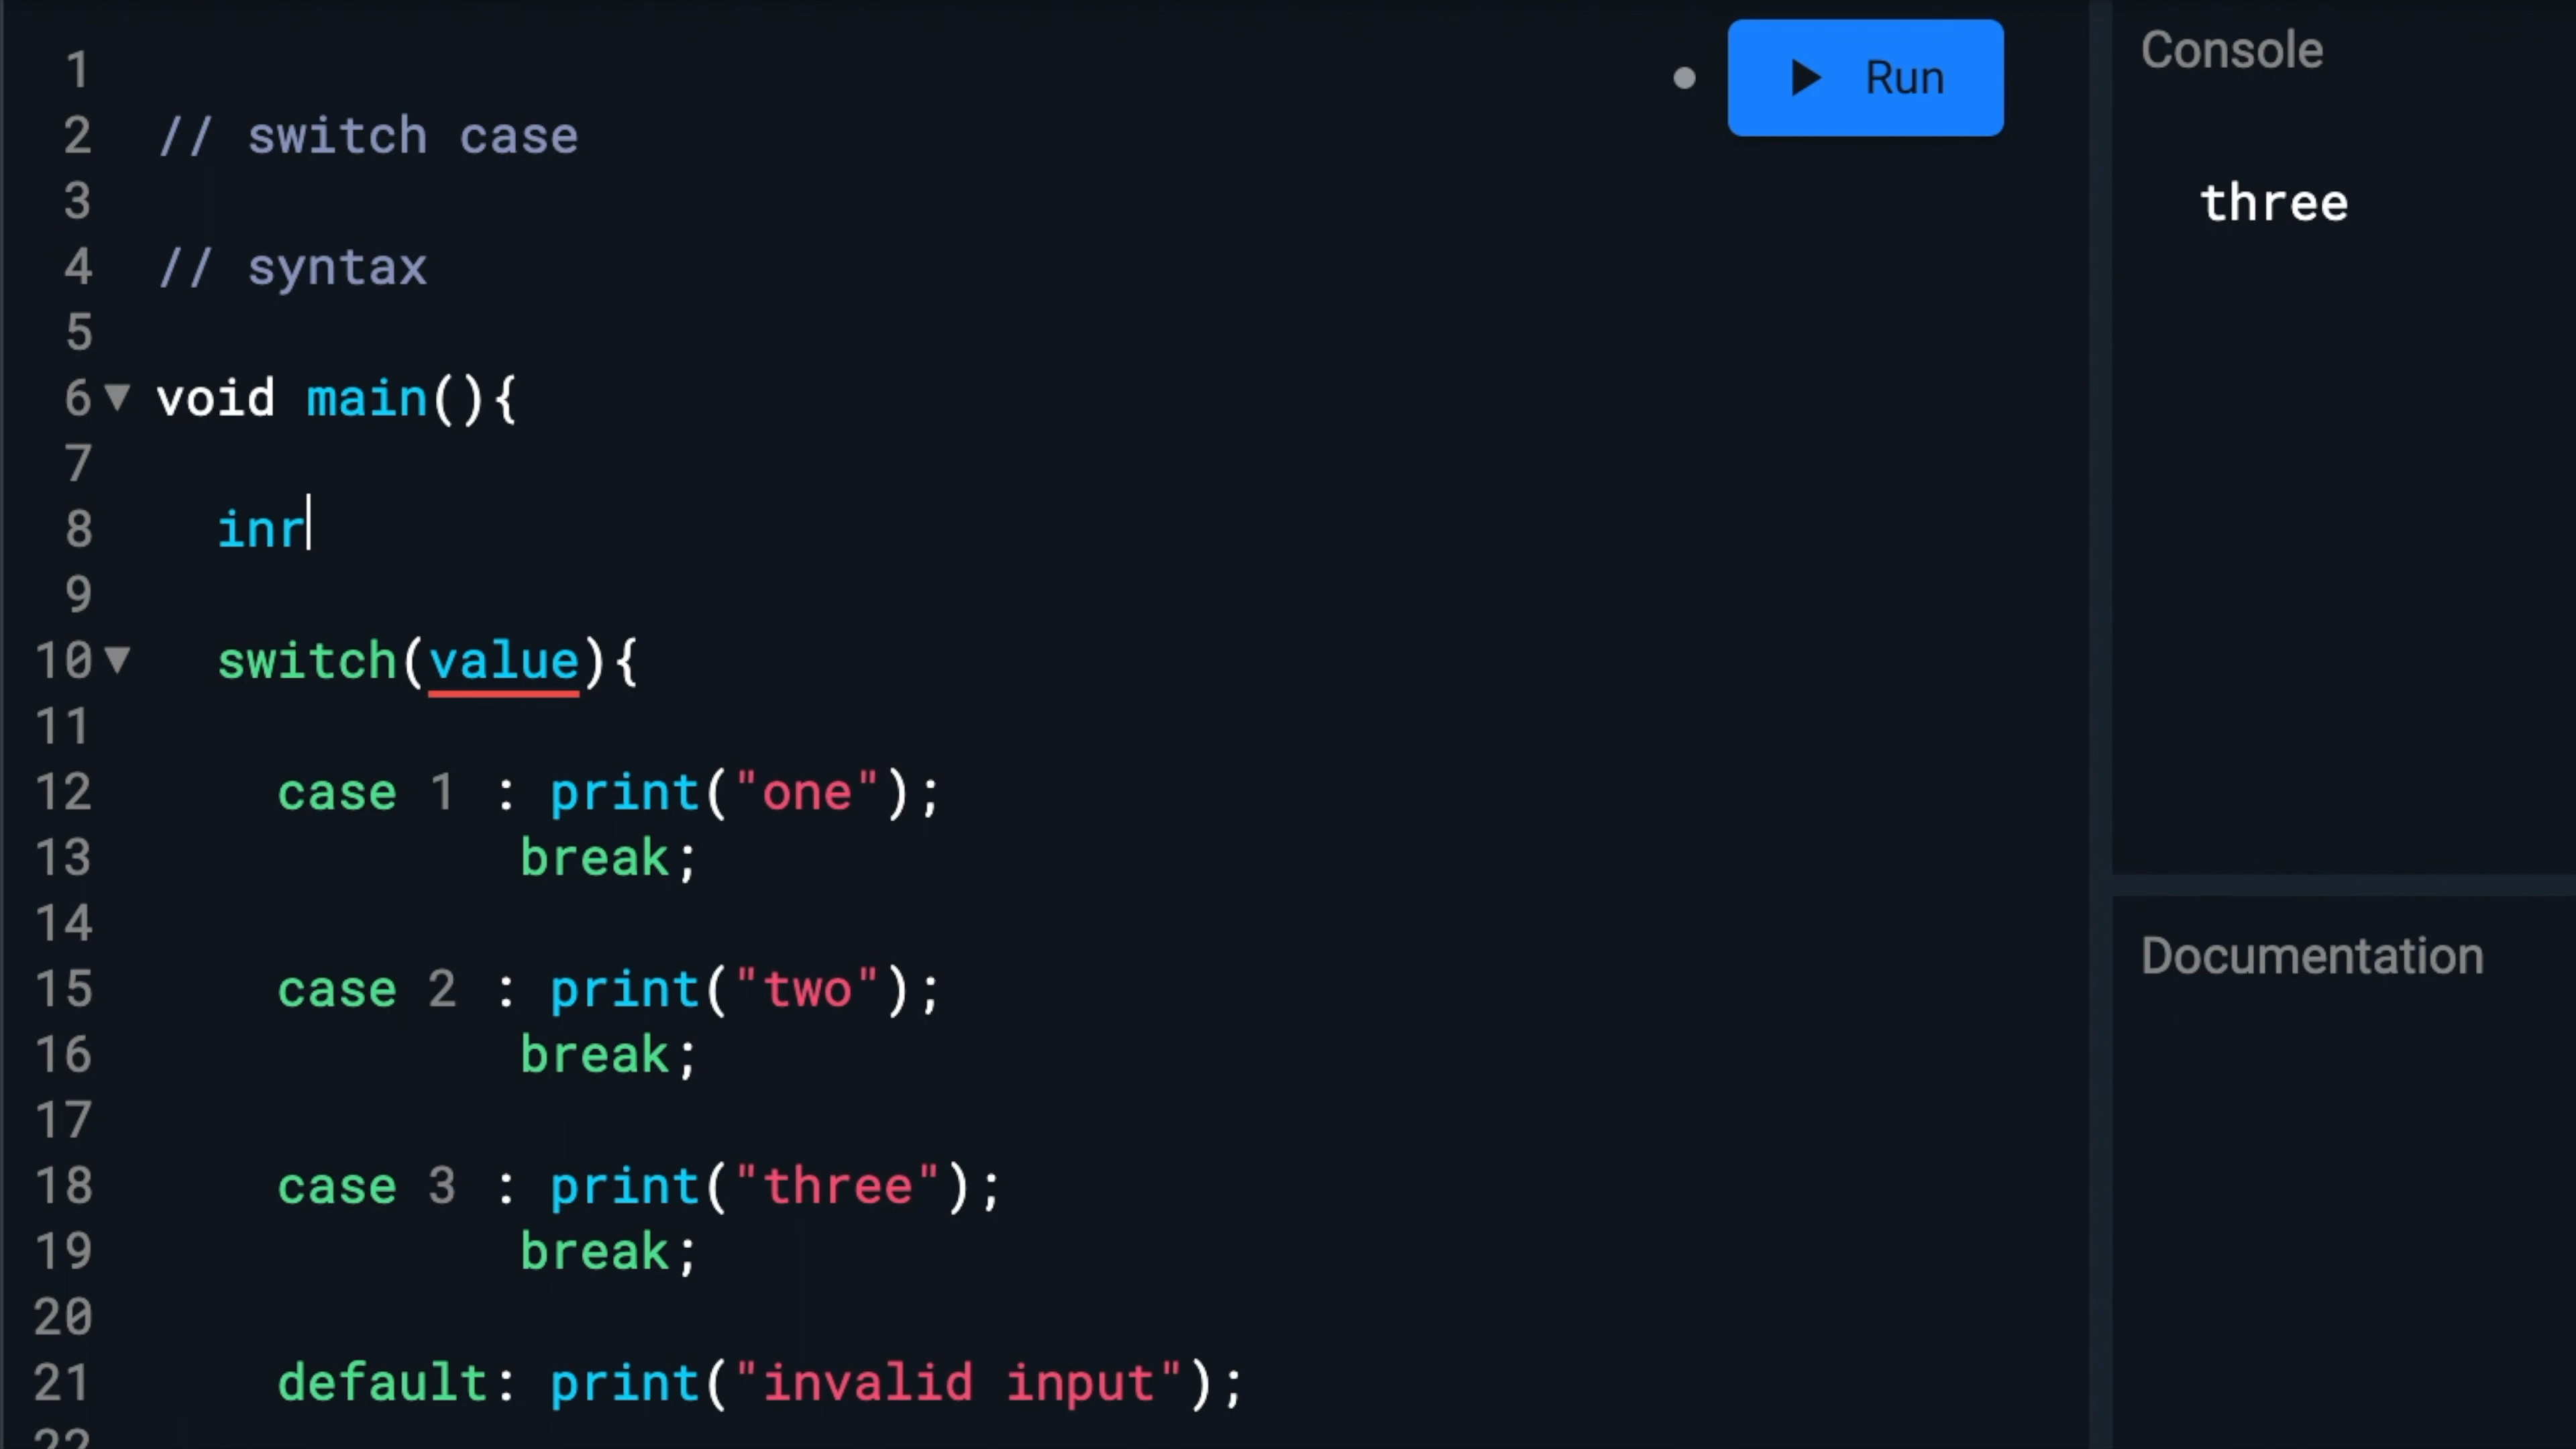 1
2 // switch case
3
4 // syntax
5
6 void main(){
7
8 inr
9
10 switch(value){
11
12 case 1 : print("one");
13 break;
14
15 case 2 : print("two");
16 break;
17
18 case 3 : print("three");
19 break;
20
21 default: print("invalid input");
22
Run
Console
three
Documentation